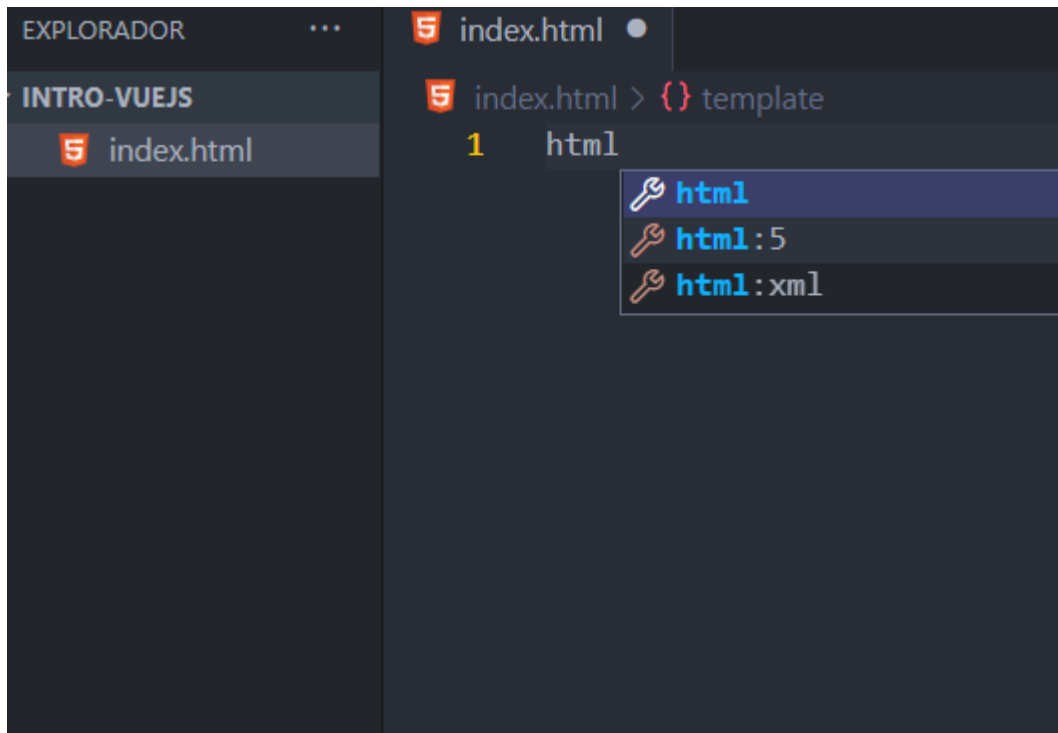 EXPLORADOR ···
INTRO-VUEJS
index.html
index.html
index.html > {} template
1 html
html
html:5
html:xml